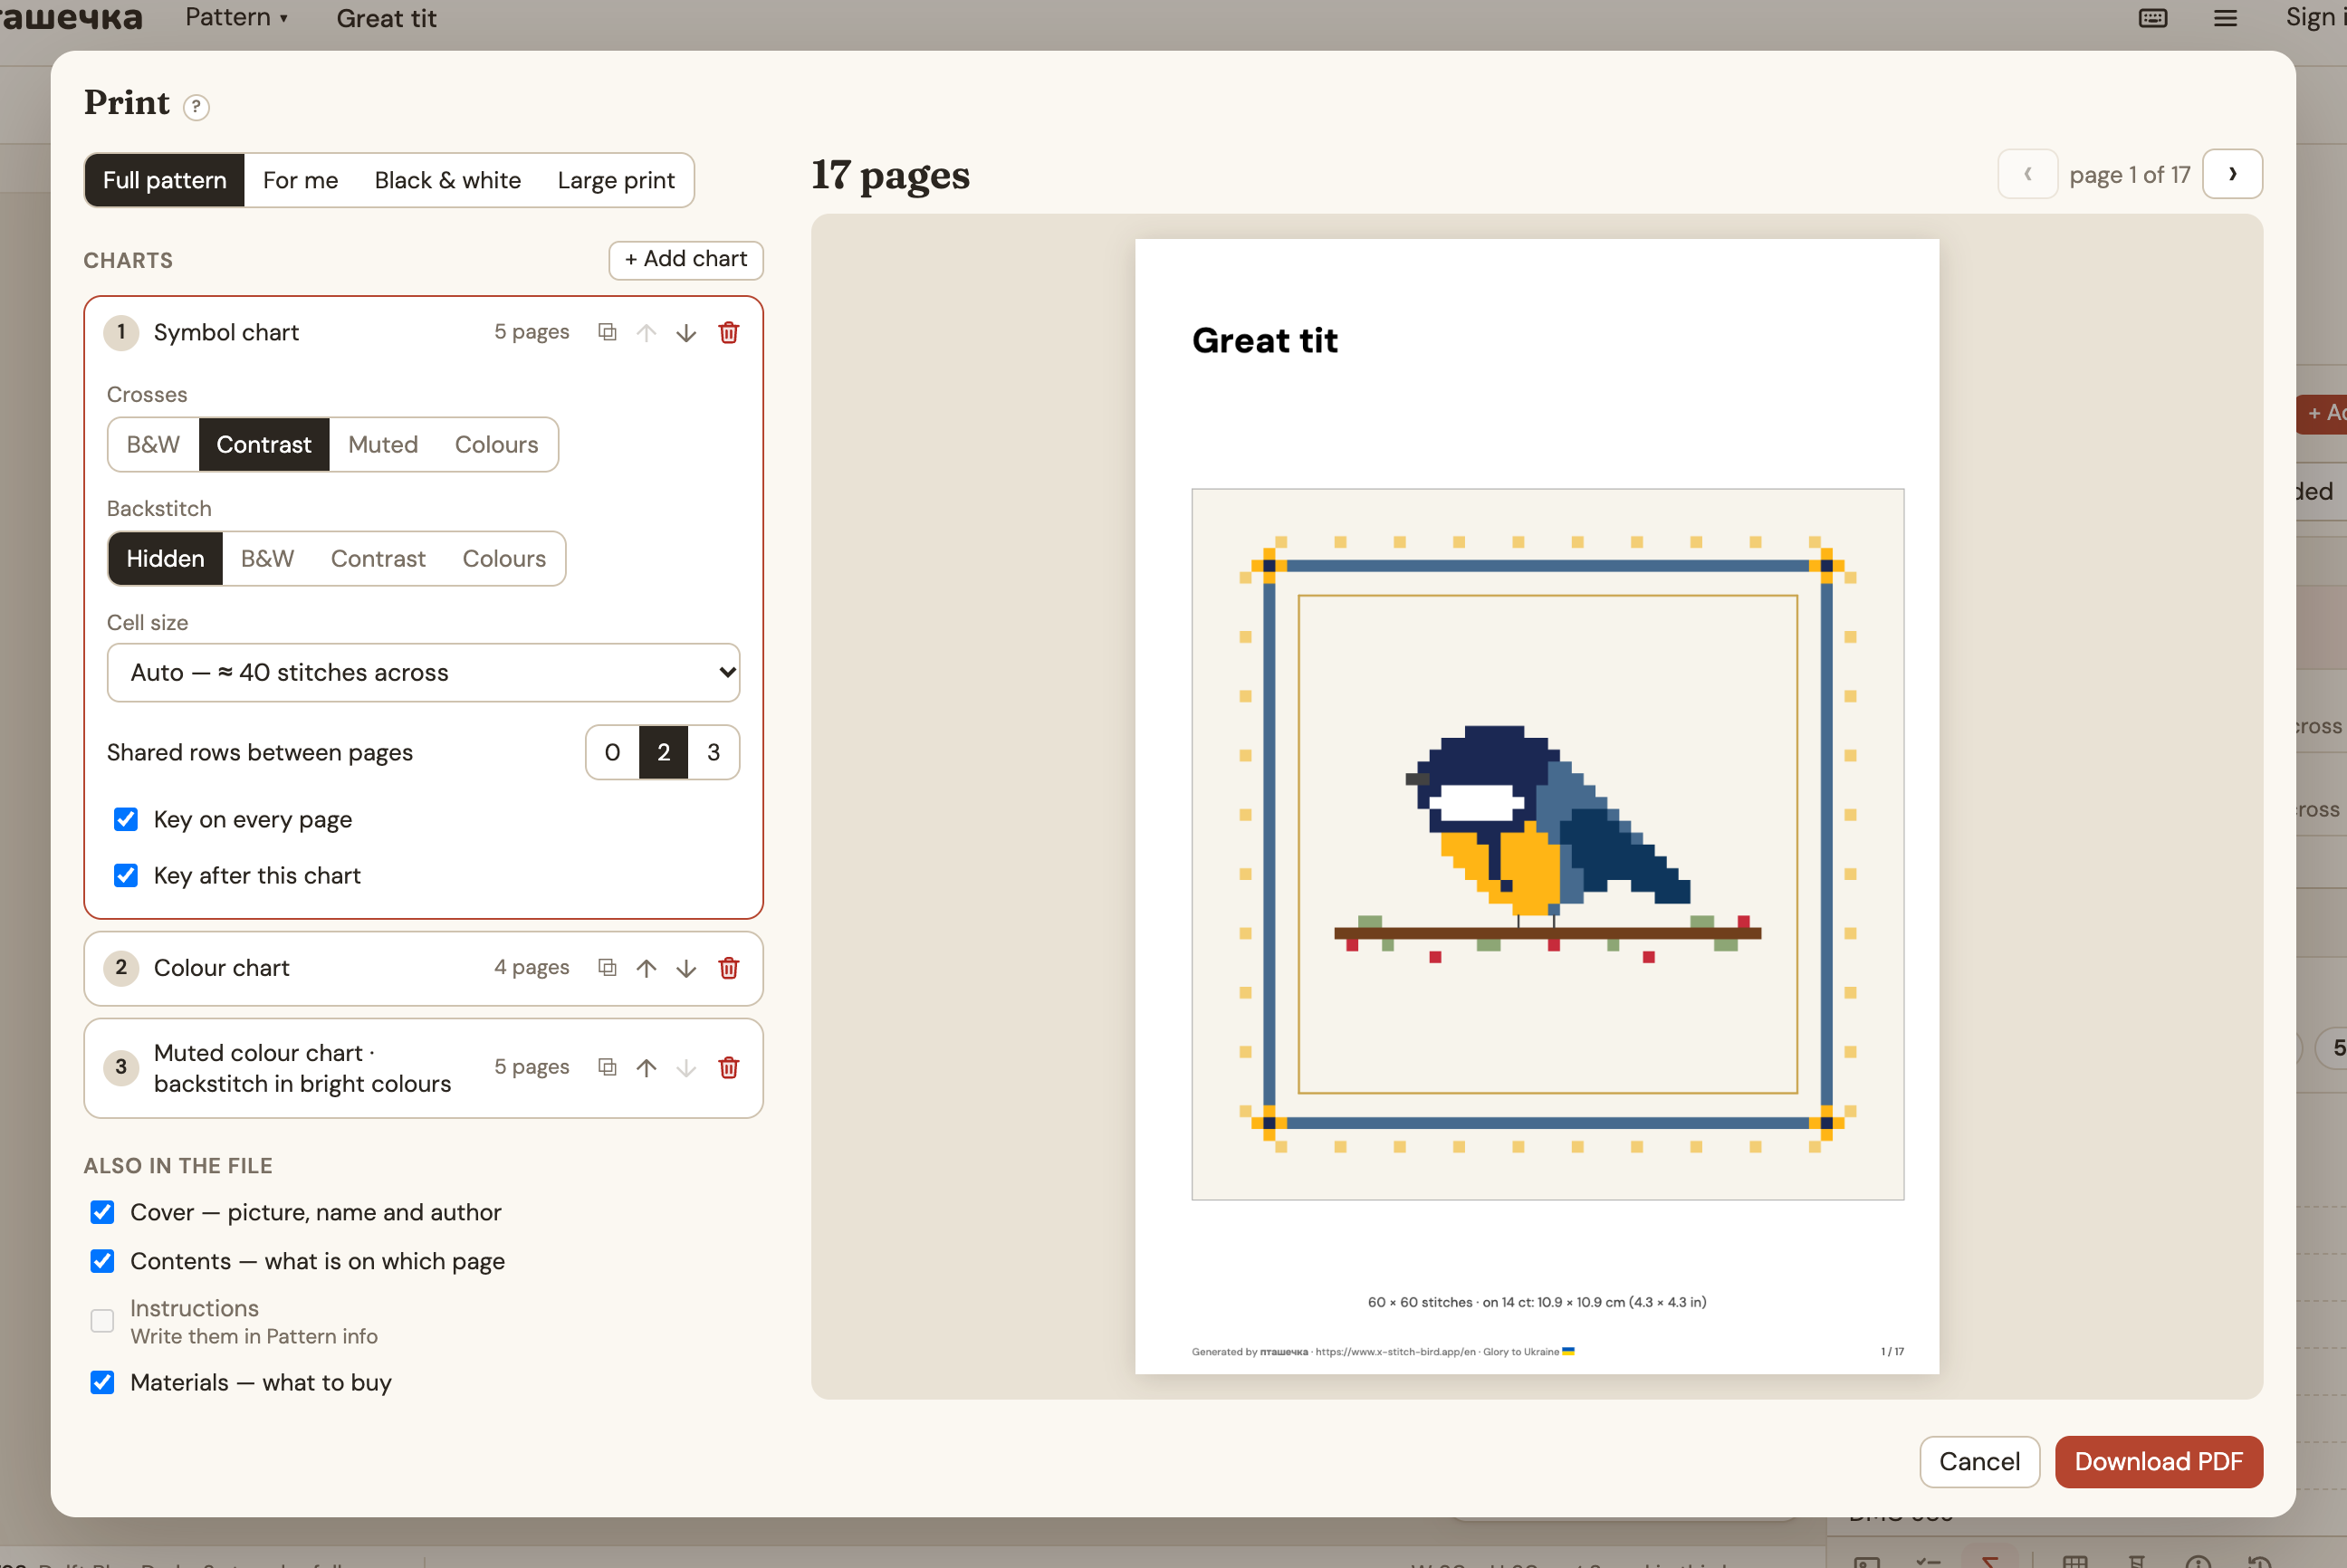 Pattern ▾ Great tit
Print ?
Full pattern For me Black & white Large print
CHARTS + Add chart
1 Symbol chart 5 pages
Crosses
B&W Contrast Muted Colours
Backstitch
Hidden B&W Contrast Colours
Cell size
Auto — ≈ 40 stitches across
Shared rows between pages 0 2 3
Key on every page
Key after this chart
2 Colour chart 4 pages
3 Muted colour chart · backstitch in bright colours 5 pages
ALSO IN THE FILE
Cover — picture, name and author
Contents — what is on which page
Instructions
Write them in Pattern info
Materials — what to buy
17 pages
‹ page 1 of 17 ›
Great tit
60 × 60 stitches · on 14 ct: 10.9 × 10.9 cm (4.3 × 4.3 in)
Generated by пташечка · https://www.x-stitch-bird.app/en · Glory to Ukraine 🇺🇦 1 / 17
Cancel Download PDF